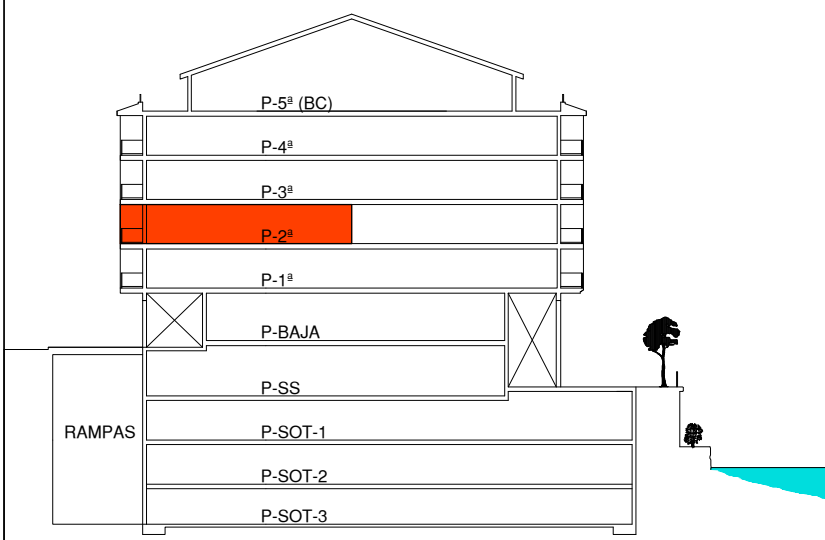 P-5ª (BC)
P-4ª
P-3ª
P-2ª
P-1ª
P-BAJA
P-SS
RAMPAS
P-SOT-1
P-SOT-2
P-SOT-3